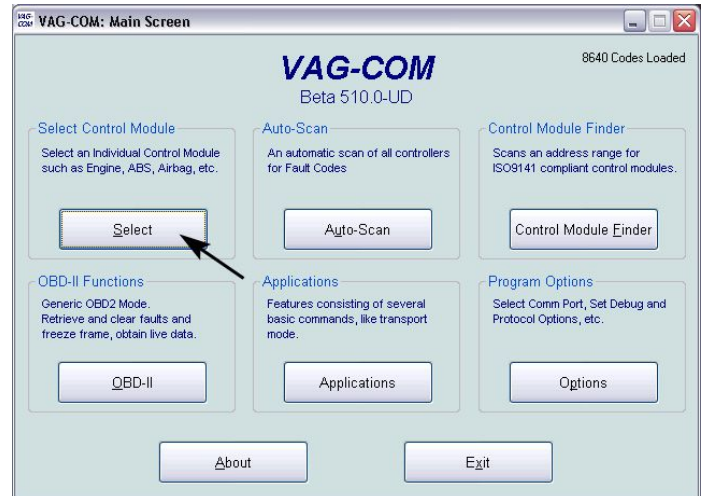 VAG-COM: Main Screen
VAG-COM
Beta 510.0-UD
8640 Codes Loaded
Select Control Module
Select an Individual Control Module
such as Engine, ABS, Airbag, etc.
Select
Auto-Scan
An automatic scan of all controllers
for Fault Codes
Auto-Scan
Control Module Finder
Scans an address range for
ISO9141 compliant control modules.
Control Module Finder
OBD-II Functions
Generic OBD2 Mode.
Retrieve and clear faults and
freeze frame, obtain live data.
OBD-II
Applications
Features consisting of several
basic commands, like transport
mode.
Applications
Program Options
Select Comm Port, Set Debug and
Protocol Options, etc.
Options
About
Exit